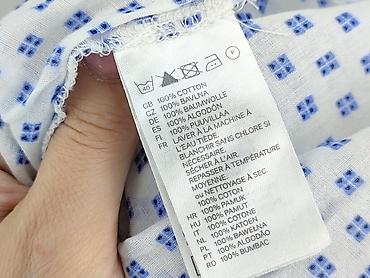 40
P
GB 100% COTTON
CZ 100% BAVLNA
DE 100% BAUMWOLLE
ES 100% ALGODÓN
FI 100% PUUVILLAA
FR LAVER À LA MACHINE À
L'EAU TIÈDE.
BLANCHIR SANS CHLORE SI
NÉCESSAIRE.
SÉCHER À L'AIR.
REPASSER À TEMPÉRATURE
MOYENNE.
ou NETTOYAGE À SEC
100% COTON
HR 100% PAMUK
HU 100% PAMUT
IT 100% COTONE
NL 100% KATOEN
PL 100% BAWEŁNA
PT 100% ALGODÃO
RO 100% BUMBAC